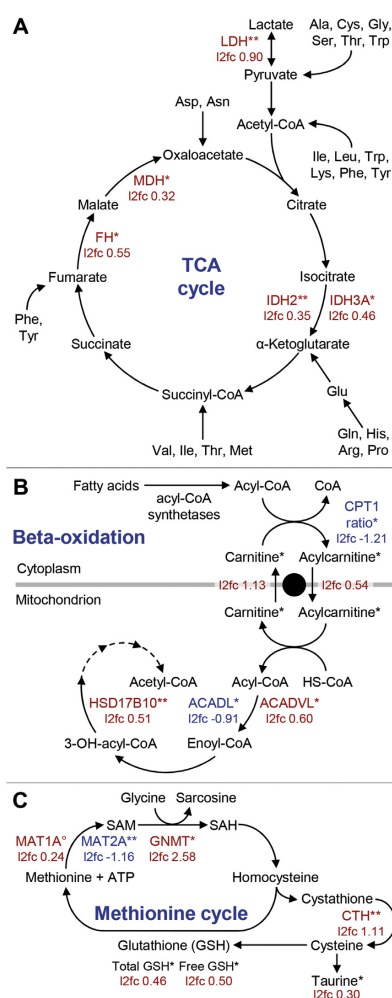 A
Lactate
LDH**
l2fc 0.90
Ala, Cys, Gly,
Ser, Thr, Trp
Pyruvate
Asp, Asn
Acetyl-CoA
Oxaloacetate
Ile, Leu, Trp,
Lys, Phe, Tyr
MDH*
l2fc 0.32
Malate
Citrate
FH*
l2fc 0.55
TCA
cycle
Fumarate
Isocitrate
IDH2**
l2fc 0.35
IDH3A*
l2fc 0.46
Phe,
Tyr
Succinate
α-Ketoglutarate
Succinyl-CoA
Glu
Val, Ile, Thr, Met
Gln, His,
Arg, Pro
B
Fatty acids
acyl-CoA
synthetases
Acyl-CoA
CoA
CPT1
ratio*
l2fc -1.21
Beta-oxidation
Carnitine*
Acylcarnitine*
Cytoplasm
l2fc 1.13
l2fc 0.54
Mitochondrion
Carnitine*
Acylcarnitine*
Acetyl-CoA
Acyl-CoA
HS-CoA
HSD17B10**
l2fc 0.51
ACADL*
l2fc -0.91
ACADVL*
l2fc 0.60
3-OH-acyl-CoA
Enoyl-CoA
C
Glycine
Sarcosine
SAM
SAH
MAT1A°
l2fc 0.24
MAT2A**
l2fc -1.16
GNMT*
l2fc 2.58
Methionine + ATP
Homocysteine
Methionine cycle
Cystathione
CTH**
l2fc 1.11
Glutathione (GSH)
Cysteine
Total GSH*
l2fc 0.46
Free GSH*
l2fc 0.50
Taurine*
l2fc 0.30